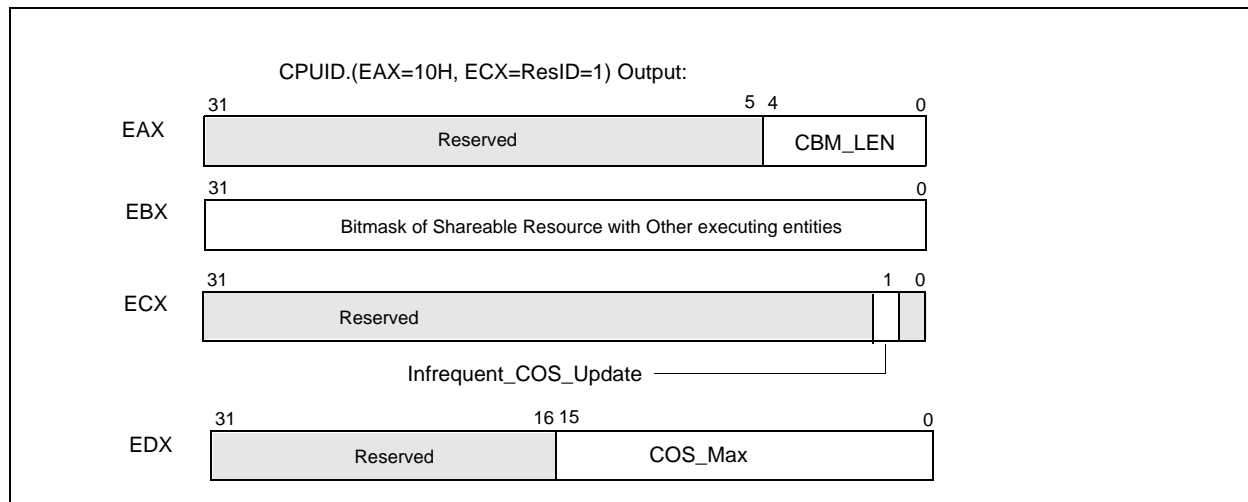 CPUID.(EAX=10H, ECX=ResID=1) Output:
31 5 4 0
EAX Reserved CBM_LEN
31 0
EBX Bitmask of Shareable Resource with Other executing entities
31 1 0
ECX Reserved
Infrequent_COS_Update
31 16 15 0
EDX Reserved COS_Max